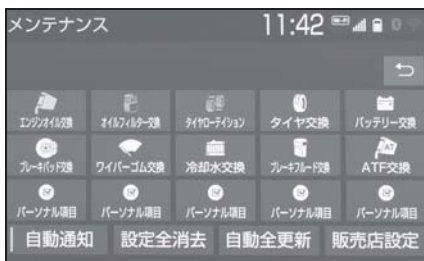 メンテナンス 11:42
エンジンオイル交換 オイルフィルター交換 タイヤローテイション タイヤ交換 バッテリー交換
ブレーキパッド交換 ワイパーゴム交換 冷却水交換 ブレーキフルード交換 ATF交換
パーソナル項目 パーソナル項目 パーソナル項目 パーソナル項目 パーソナル項目
自動通知 設定全消去 自動全更新 販売店設定